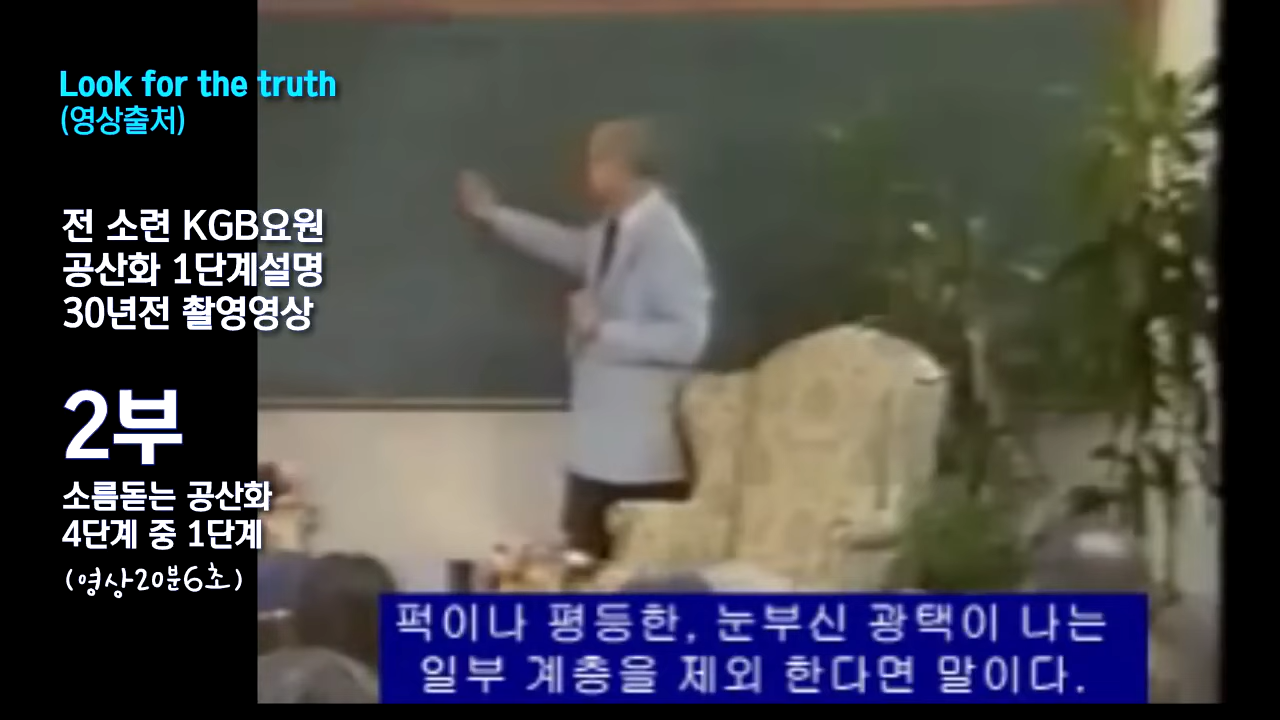 Look for the truth
(영상출처)
전 소련 KGB요원
공산화 1단계설명
30년전 촬영영상
2부
소름돋는 공산화
4단계 중 1단계
(영상20분6초)
퍽이나 평등한, 눈부신 광택이 나는
일부 계층을 제외 한다면 말이다.